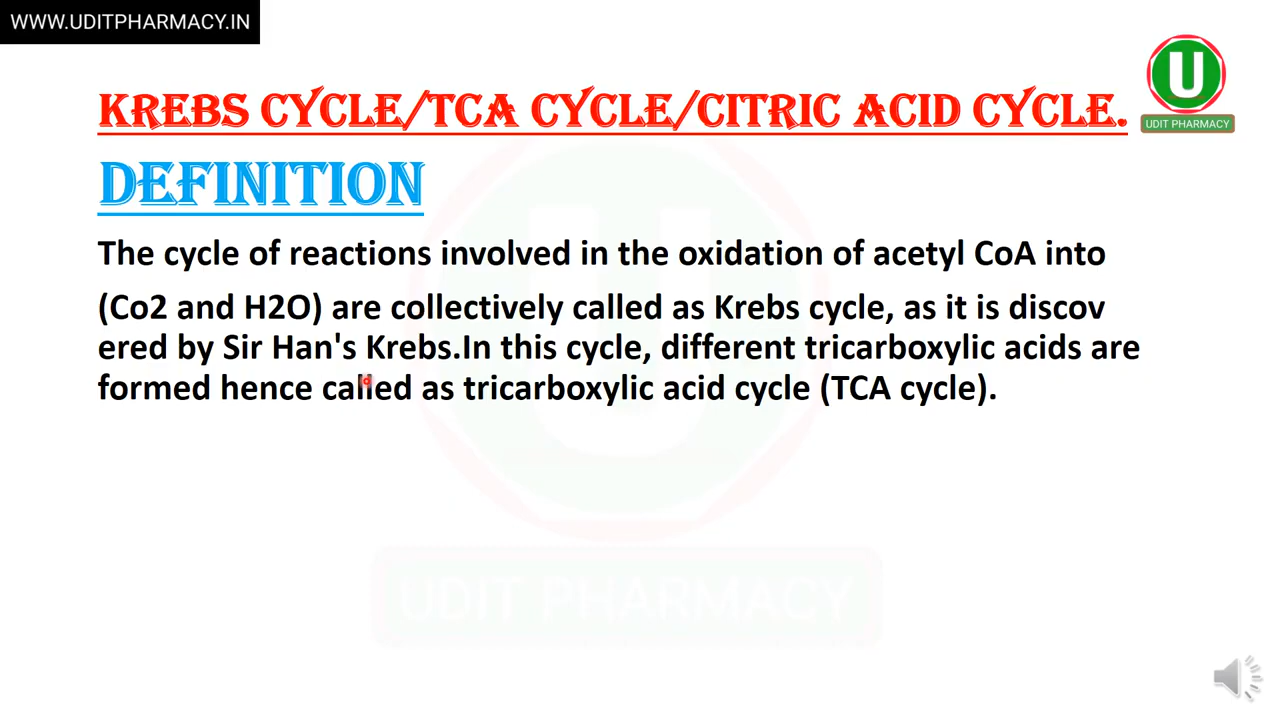 WWW.UDITPHARMACY.IN
U
UDIT PHARMACY
KREBS CYCLE/TCA CYCLE/CITRIC ACID CYCLE.
DEFINITION
The cycle of reactions involved in the oxidation of acetyl CoA into
(Co2 and H2O) are collectively called as Krebs cycle, as it is discov
ered by Sir Han's Krebs.In this cycle, different tricarboxylic acids are
formed hence called as tricarboxylic acid cycle (TCA cycle).
U
UDIT PHARMACY